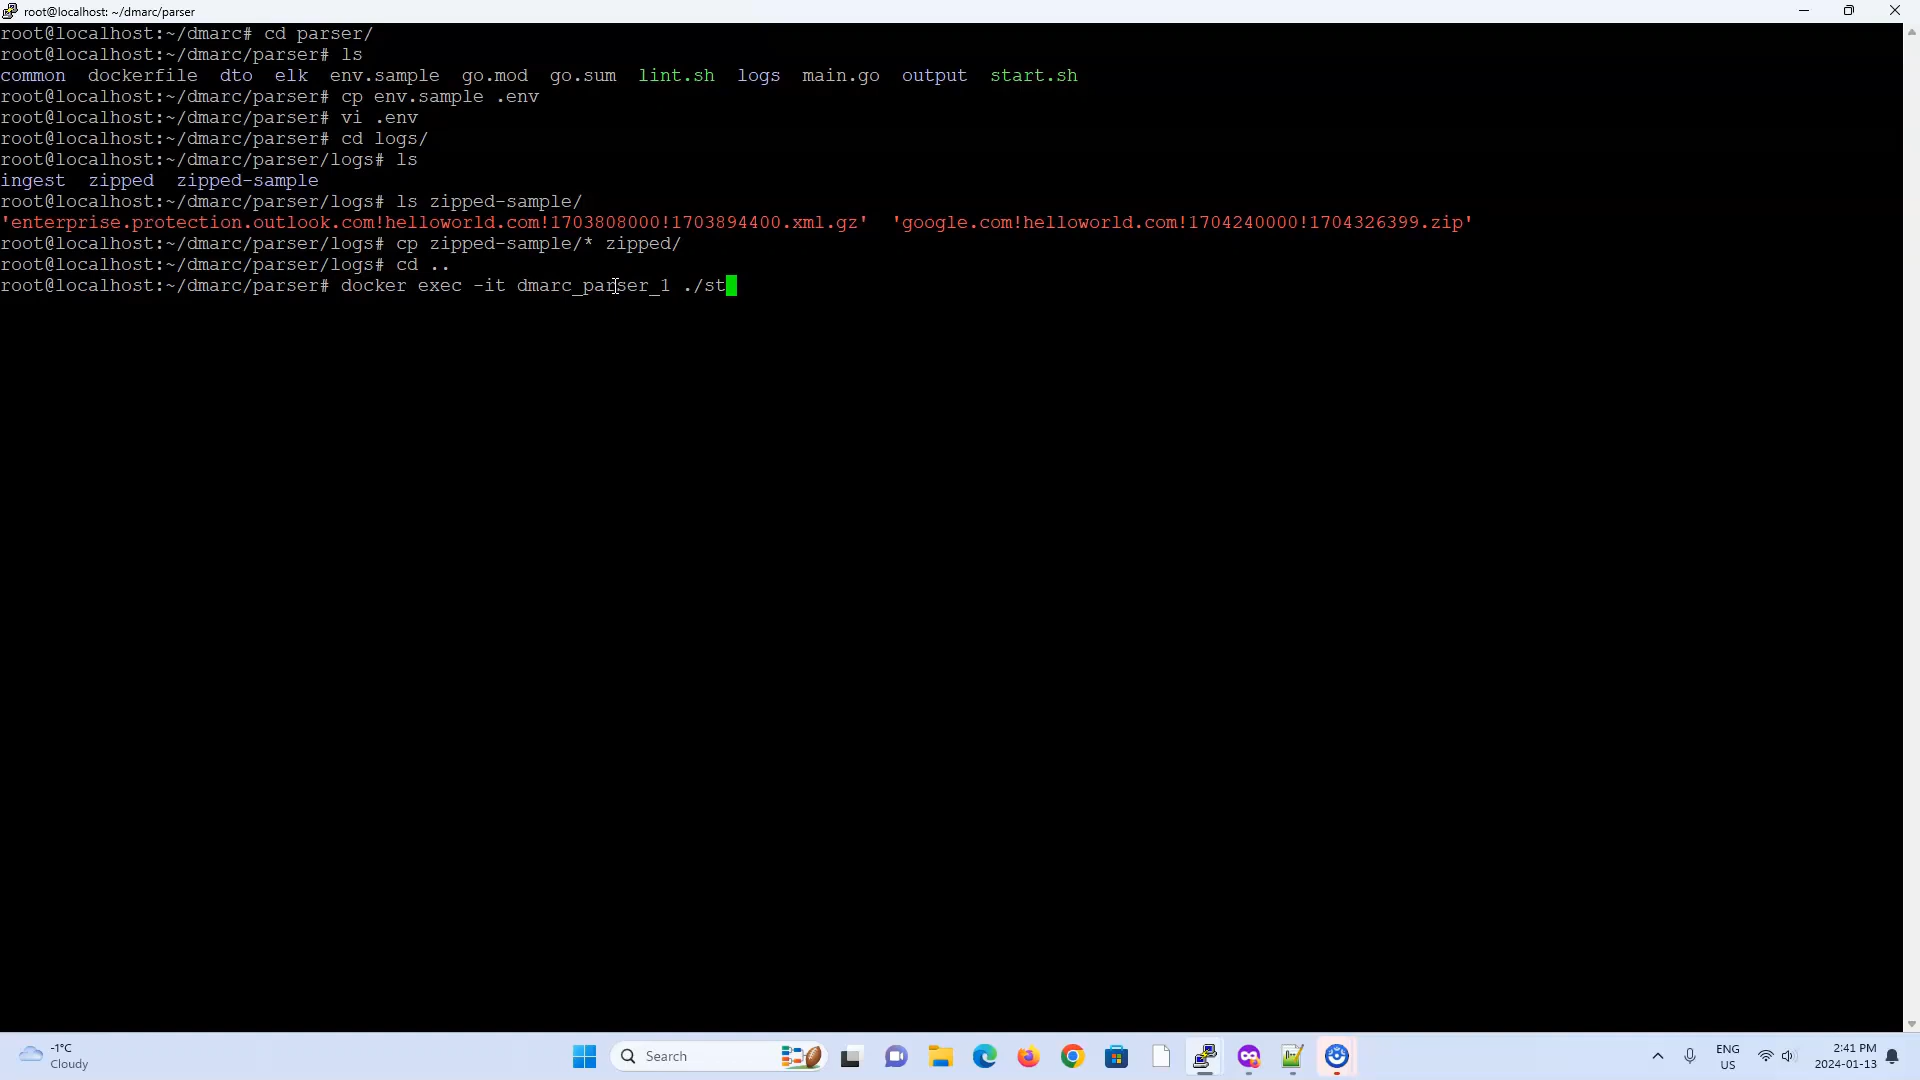 root@localhost: ~/dmarc/parser
root@localhost:~/dmarc# cd parser/
root@localhost:~/dmarc/parser# ls
common  dockerfile  dto  elk  env.sample  go.mod  go.sum  lint.sh  logs  main.go  output  start.sh
root@localhost:~/dmarc/parser# cp env.sample .env
root@localhost:~/dmarc/parser# vi .env
root@localhost:~/dmarc/parser# cd logs/
root@localhost:~/dmarc/parser/logs# ls
ingest  zipped  zipped-sample
root@localhost:~/dmarc/parser/logs# ls zipped-sample/
'enterprise.protection.outlook.com!helloworld.com!1703808000!1703894400.xml.gz'  'google.com!helloworld.com!1704240000!1704326399.zip'
root@localhost:~/dmarc/parser/logs# cp zipped-sample/* zipped/
root@localhost:~/dmarc/parser/logs# cd ..
root@localhost:~/dmarc/parser# docker exec -it dmarc_parser_1 ./st
-1°C
Cloudy
Search
ENG
US
2:41 PM
2024-01-13